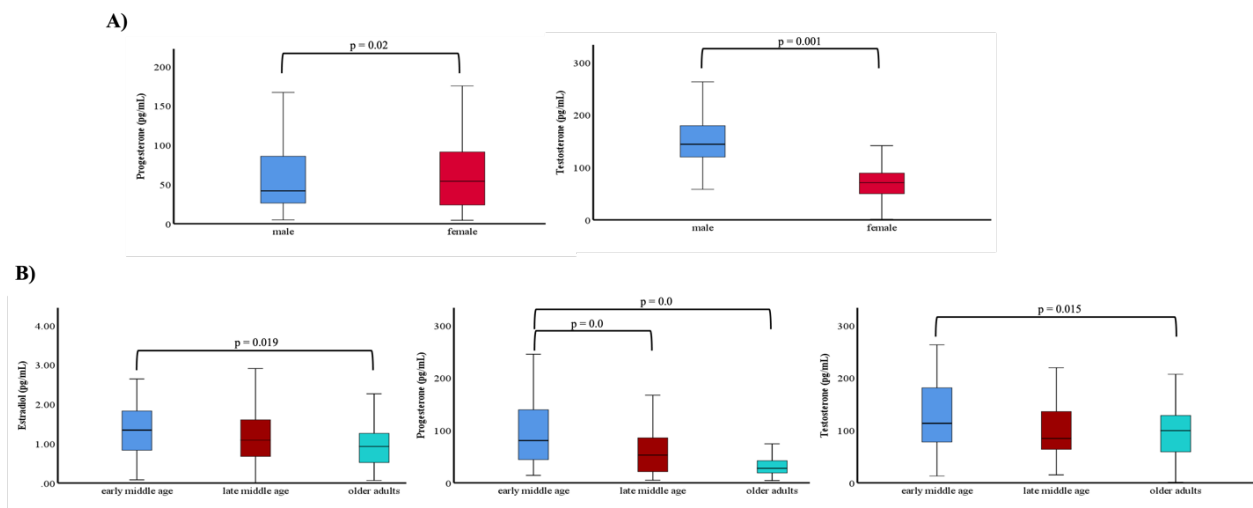 A)
p = 0.02
200
150
100
50
0
Progesterone (pg/mL)
male
female
p = 0.001
300
200
100
0
Testosterone (pg/mL)
male
female
B)
p = 0.019
4.00
3.00
2.00
1.00
.00
Estradiol (pg/mL)
early middle age
late middle age
older adults
p = 0.0
p = 0.0
300
200
100
0
Progesterone (pg/mL)
early middle age
late middle age
older adults
p = 0.015
300
200
100
0
Testosterone (pg/mL)
early middle age
late middle age
older adults